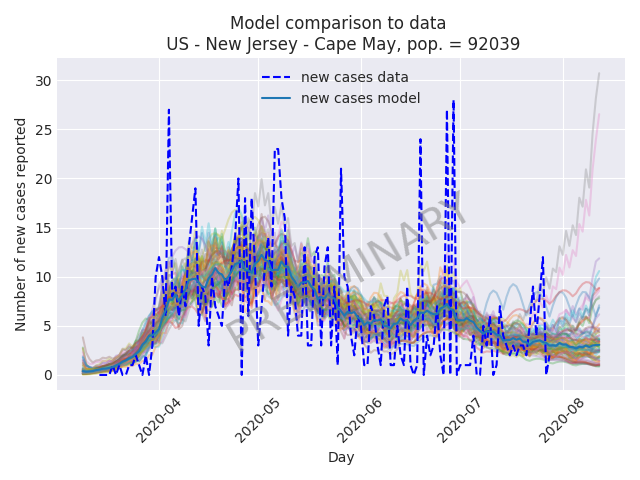 Model comparison to data
US - New Jersey - Cape May, pop. = 92039
new cases data
new cases model
PRELIMINARY
Number of new cases reported
30
25
20
15
10
5
0
2020-04
2020-05
2020-06
2020-07
2020-08
Day